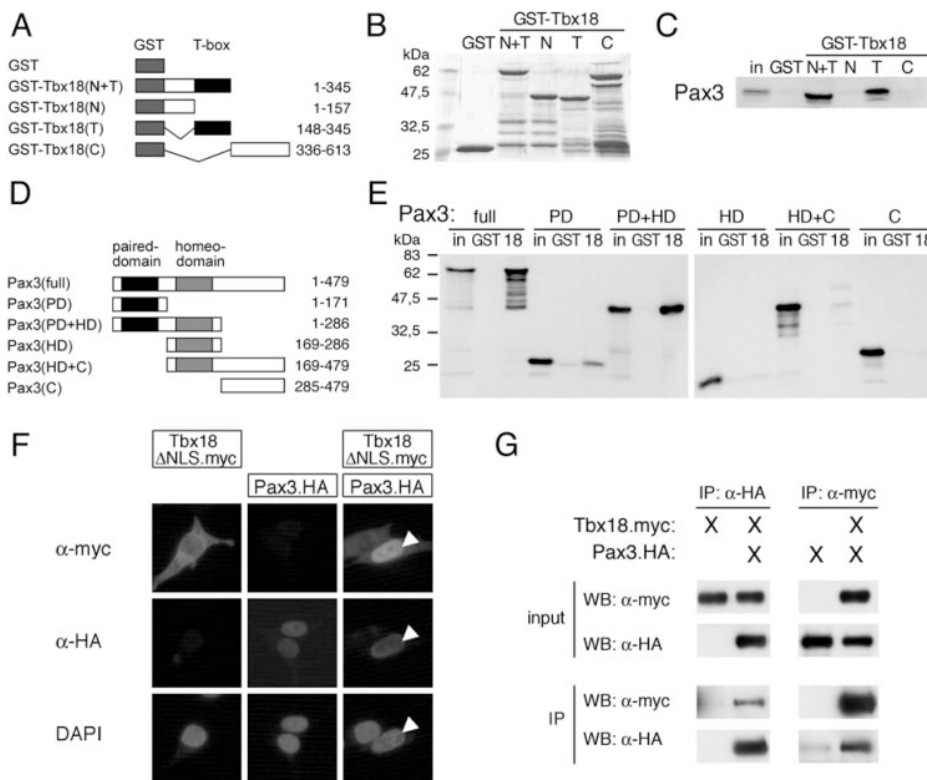 A
GST T-box
GST
GST-Tbx18(N+T) 1-345
GST-Tbx18(N) 1-157
GST-Tbx18(T) 148-345
GST-Tbx18(C) 336-613
B
GST-Tbx18
kDa GST N+T N T C
62
47,5
32,5
25
C
GST-Tbx18
in GST N+T N T C
Pax3
D
paired-domain homeo-domain
Pax3(full) 1-479
Pax3(PD) 1-171
Pax3(PD+HD) 1-286
Pax3(HD) 169-286
Pax3(HD+C) 169-479
Pax3(C) 285-479
E
Pax3: full PD PD+HD HD HD+C C
kDa in GST 18 in GST 18 in GST 18 in GST 18 in GST 18 in GST 18
83
62
47,5
32,5
25
F
Tbx18 Tbx18
ΔNLS.myc ΔNLS.myc
Pax3.HA Pax3.HA
α-myc
α-HA
DAPI
G
IP: α-HA IP: α-myc
Tbx18.myc: X X X
Pax3.HA: X X X
input
WB: α-myc
WB: α-HA
IP
WB: α-myc
WB: α-HA